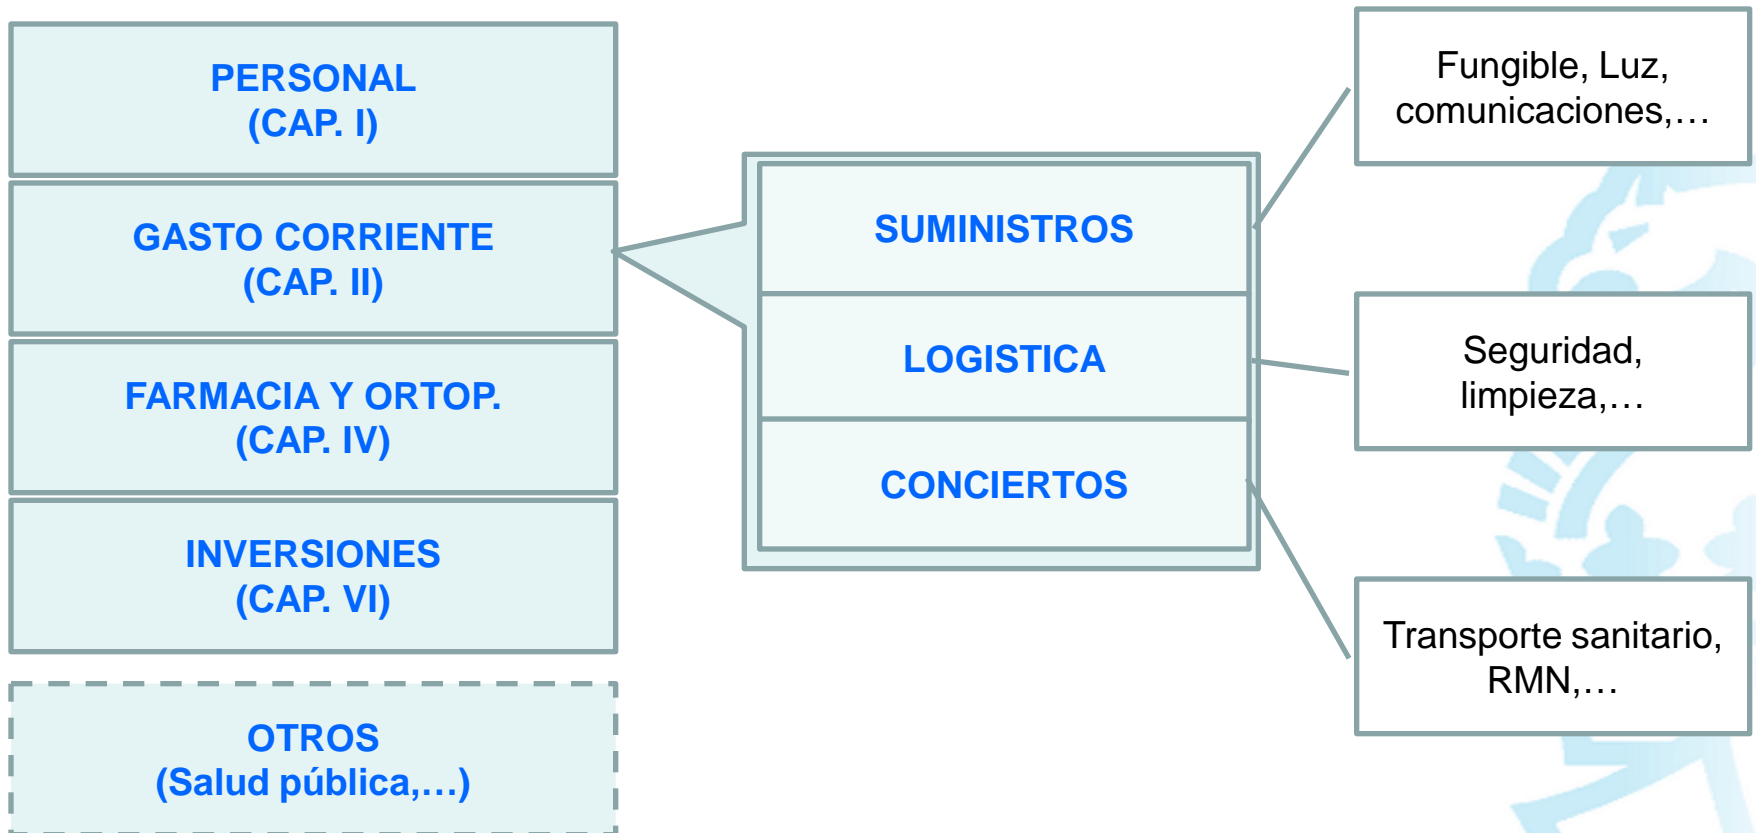 PERSONAL
(CAP. I)
GASTO CORRIENTE
(CAP. II)
FARMACIA Y ORTOP.
(CAP. IV)
INVERSIONES
(CAP. VI)
OTROS
(Salud pública,…)
SUMINISTROS
LOGISTICA
CONCIERTOS
Fungible, Luz,
comunicaciones,…
Seguridad,
limpieza,…
Transporte sanitario,
RMN,…